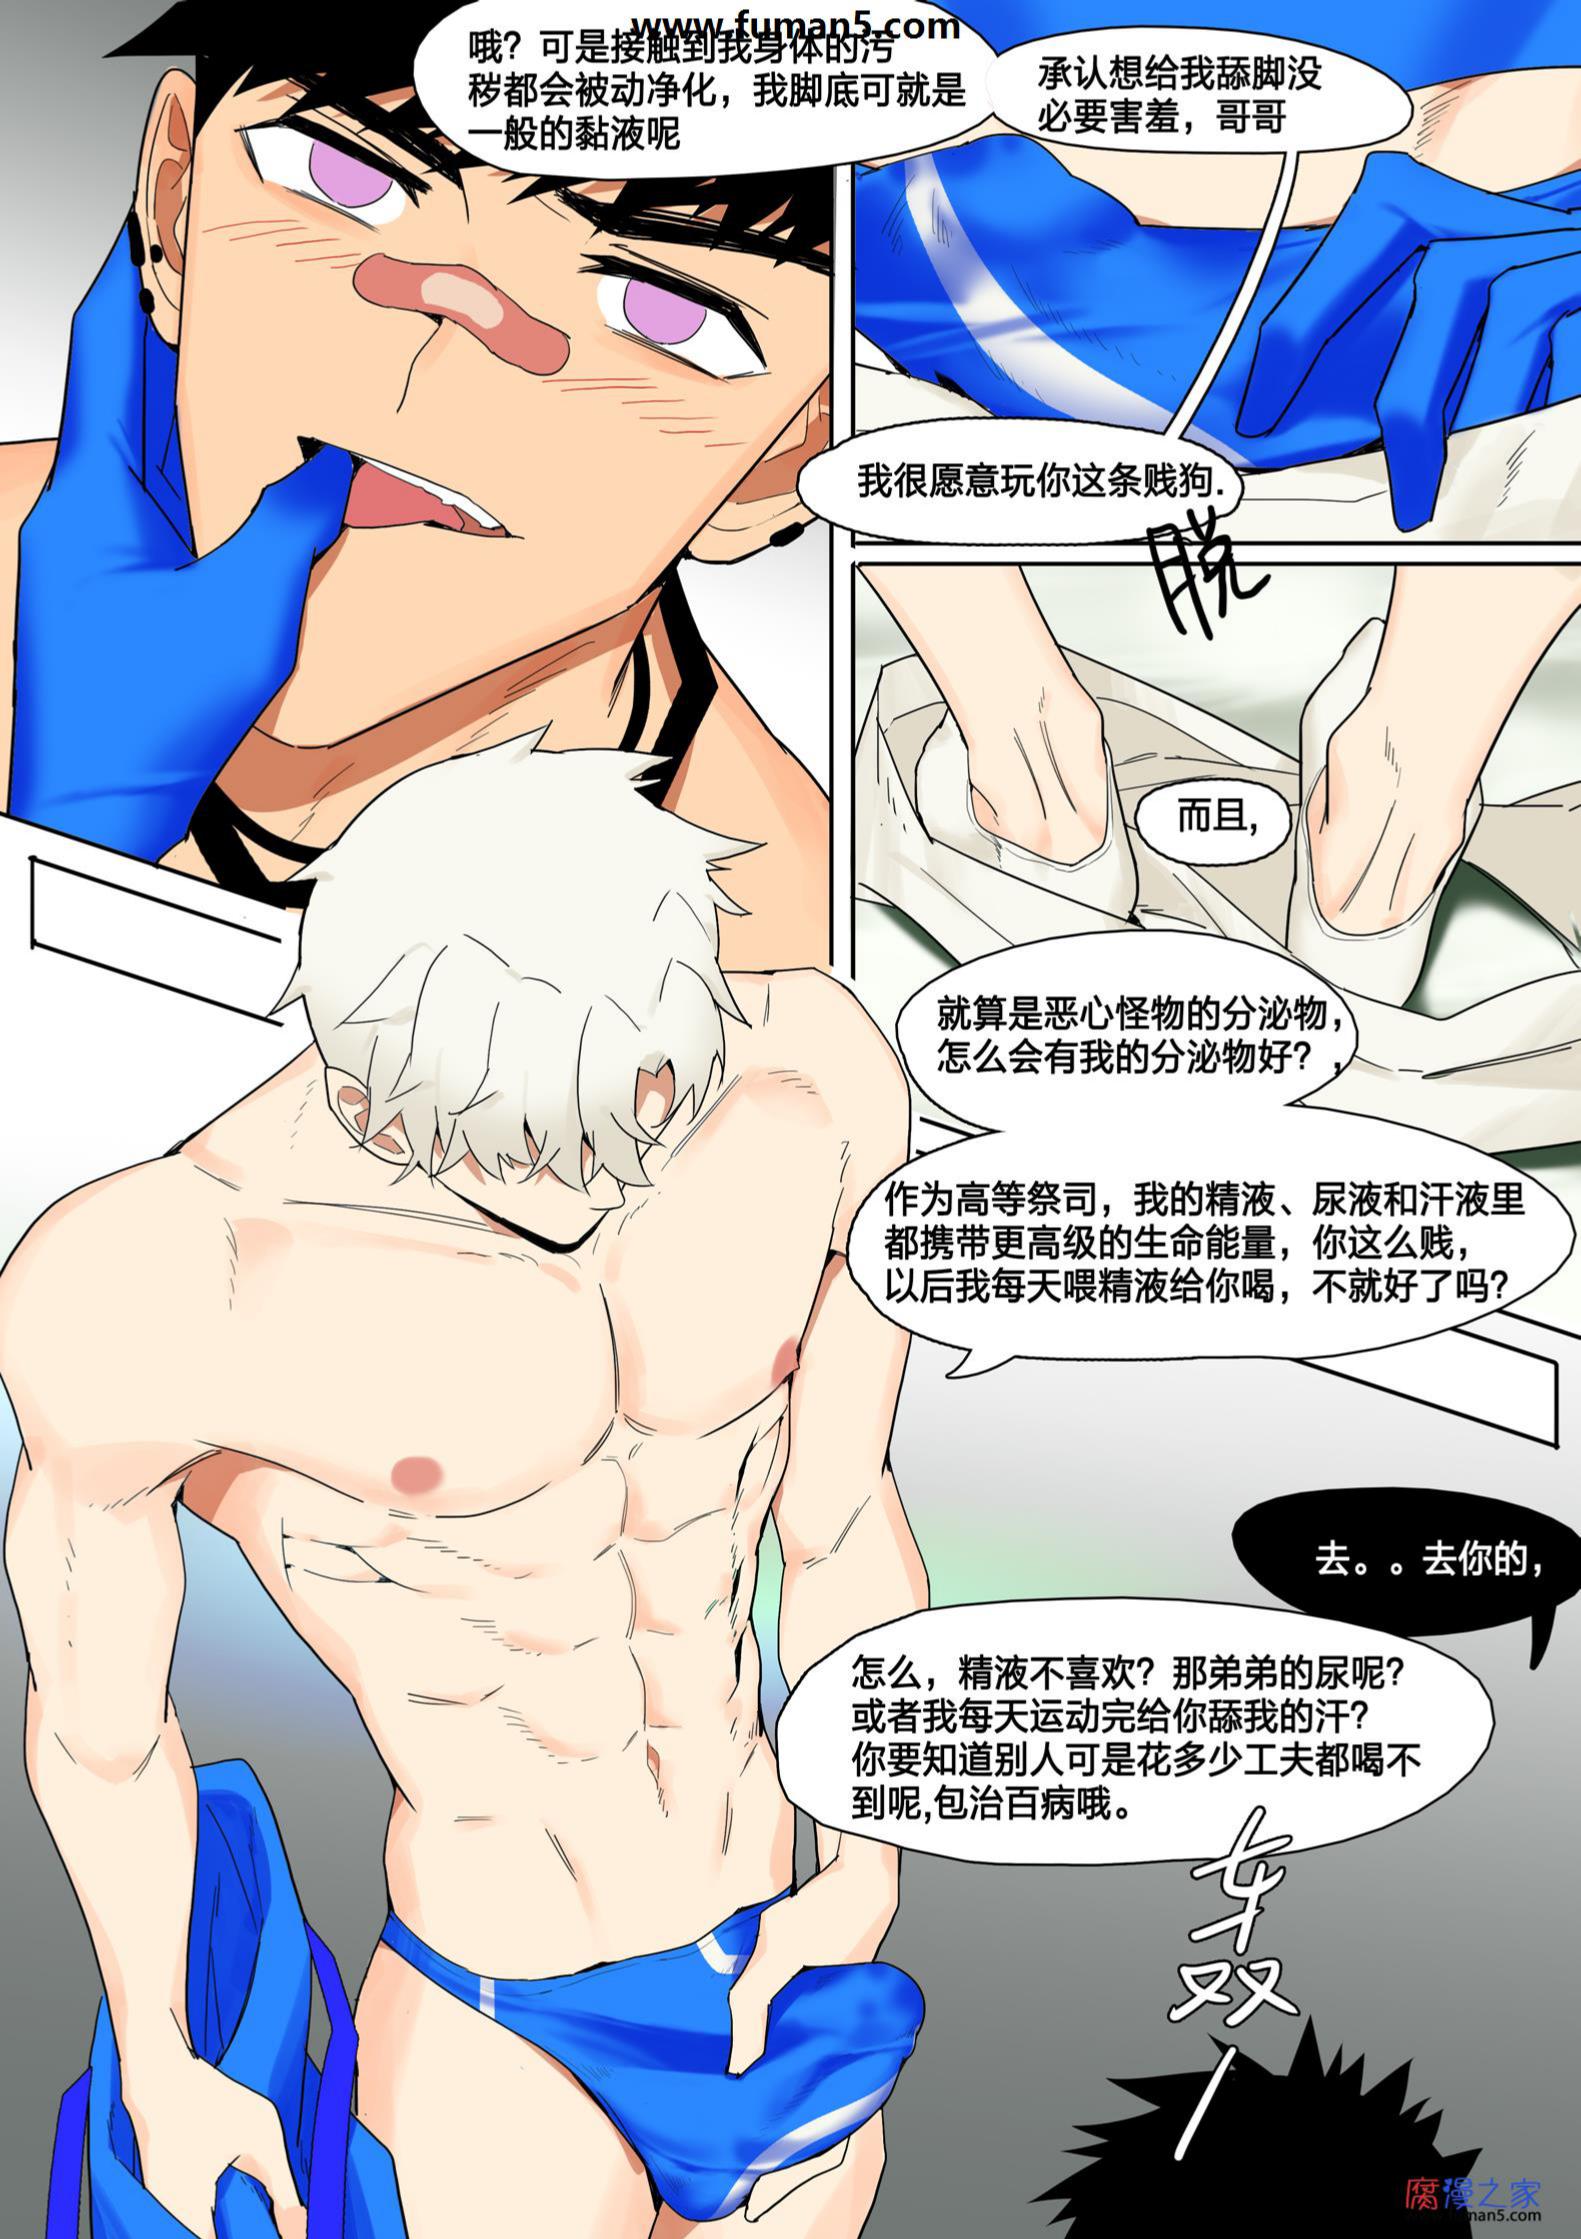 www.fuman5.com
哦？可是接触到我身体的污
秽都会被动净化，我脚底可就是
一般的黏液呢
承认想给我舔脚没
必要害羞，哥哥
我很愿意玩你这条贱狗.
脱
而且,
就算是恶心怪物的分泌物，
怎么会有我的分泌物好？，
作为高等祭司，我的精液、尿液和汗液里
都携带更高级的生命能量，你这么贱，
以后我每天喂精液给你喝，不就好了吗？
去。。去你的，
怎么，精液不喜欢？那弟弟的尿呢？
或者我每天运动完给你舔我的汗？
你要知道别人可是花多少工夫都喝不
到呢,包治百病哦。
轰
腐漫之家
www.fuman5.com